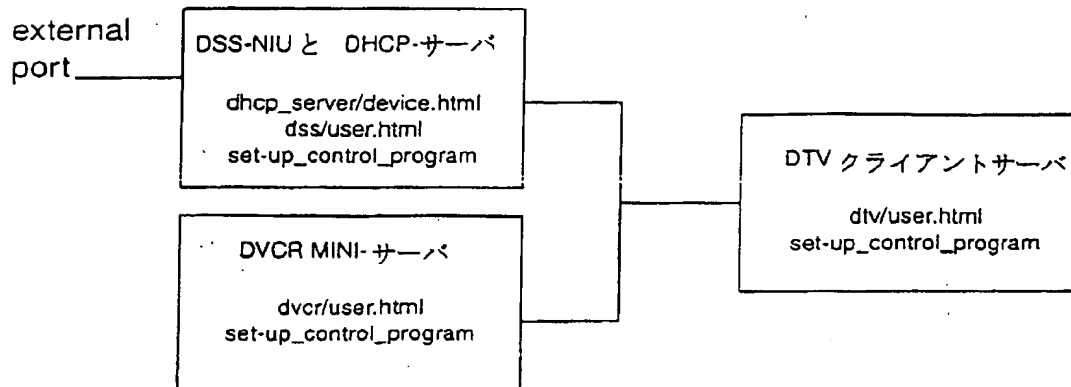 external
port
DSS-NIU と DHCP-サーバ
dhcp_server/device.html
dss/user.html
set-up_control_program
DVCR MINI-サーバ
dvcr/user.html
set-up_control_program
DTV クライアントサーバ
dtv/user.html
set-up_control_program